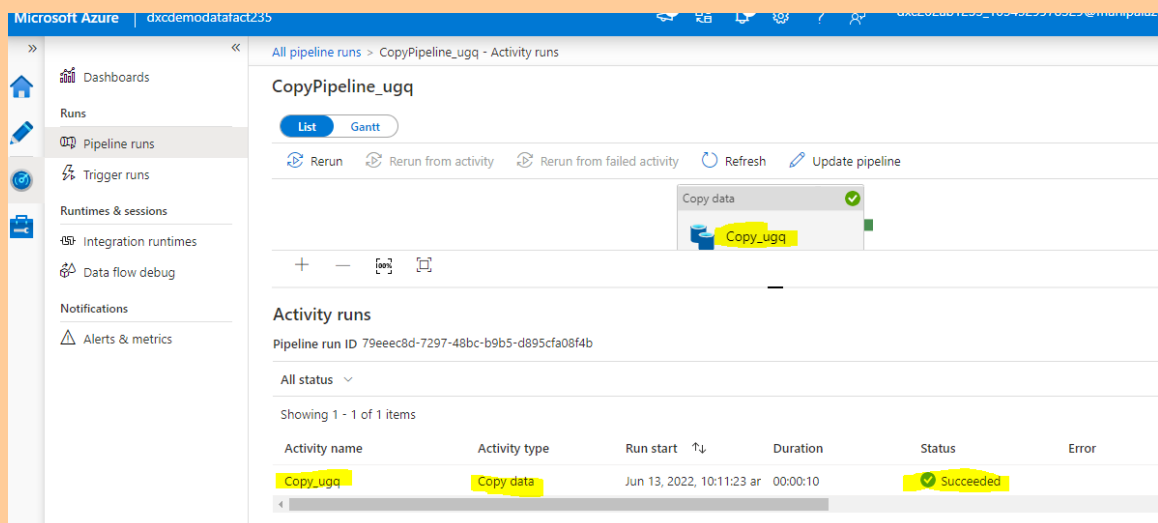 Microsoft Azure | dxcdemodatafact235
All pipeline runs > CopyPipeline_ugq - Activity runs
Dashboards
CopyPipeline_ugq
Runs
List Gantt
Pipeline runs
Rerun Rerun from activity Rerun from failed activity Refresh Update pipeline
Trigger runs
Copy data
Runtimes & sessions
Copy_ugq
Integration runtimes
Data flow debug
100%
Notifications
Activity runs
Alerts & metrics
Pipeline run ID 79eeec8d-7297-48bc-b9b5-d895cfa08f4b
All status
Showing 1 - 1 of 1 items
Activity name Activity type Run start Duration Status Error
Copy_ugq Copy data Jun 13, 2022, 10:11:23 ar 00:00:10 Succeeded